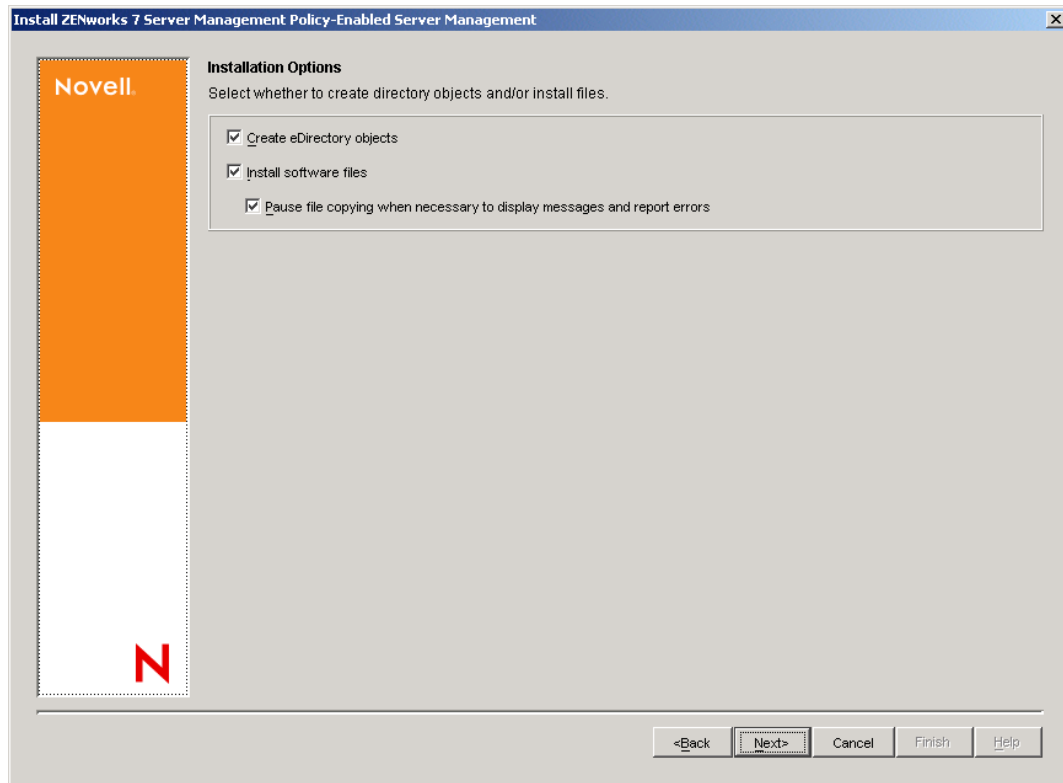 Install ZENworks 7 Server Management Policy-Enabled Server Management
Novell.
Installation Options
Select whether to create directory objects and/or install files.
Create eDirectory objects
Install software files
Pause file copying when necessary to display messages and report errors
N
<Back
Next>
Cancel
Finish
Help